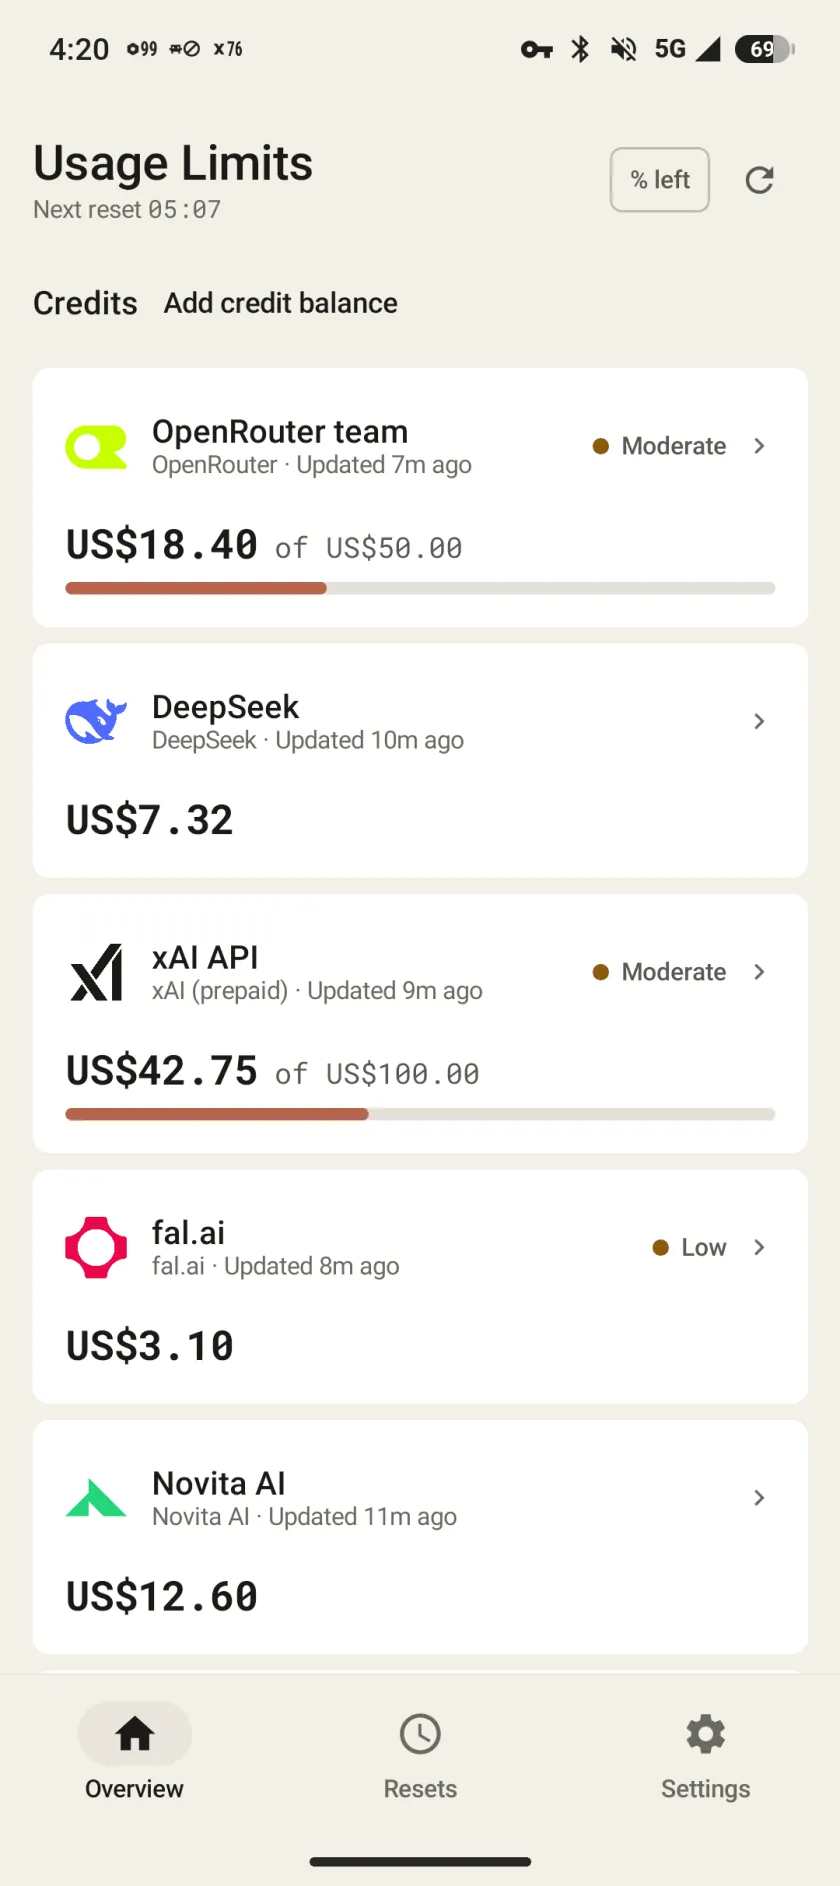 4:20 99 76 5G 69
Usage Limits
Next reset 05:07
% left
Credits Add credit balance
OpenRouter team
OpenRouter · Updated 7m ago
Moderate
US$18.40 of US$50.00
DeepSeek
DeepSeek · Updated 10m ago
US$7.32
xAI API
xAI (prepaid) · Updated 9m ago
Moderate
US$42.75 of US$100.00
fal.ai
fal.ai · Updated 8m ago
Low
US$3.10
Novita AI
Novita AI · Updated 11m ago
US$12.60
Overview
Resets
Settings